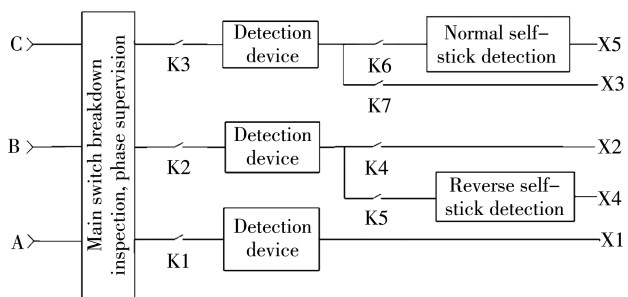 C
Main switch breakdown
inspection, phase supervision
K3
Detection
device
K6
Normal self-
stick detection
X5
K7
X3
B
K2
Detection
device
K4
X2
K5
Reverse self-
stick detection
X4
A
K1
Detection
device
X1